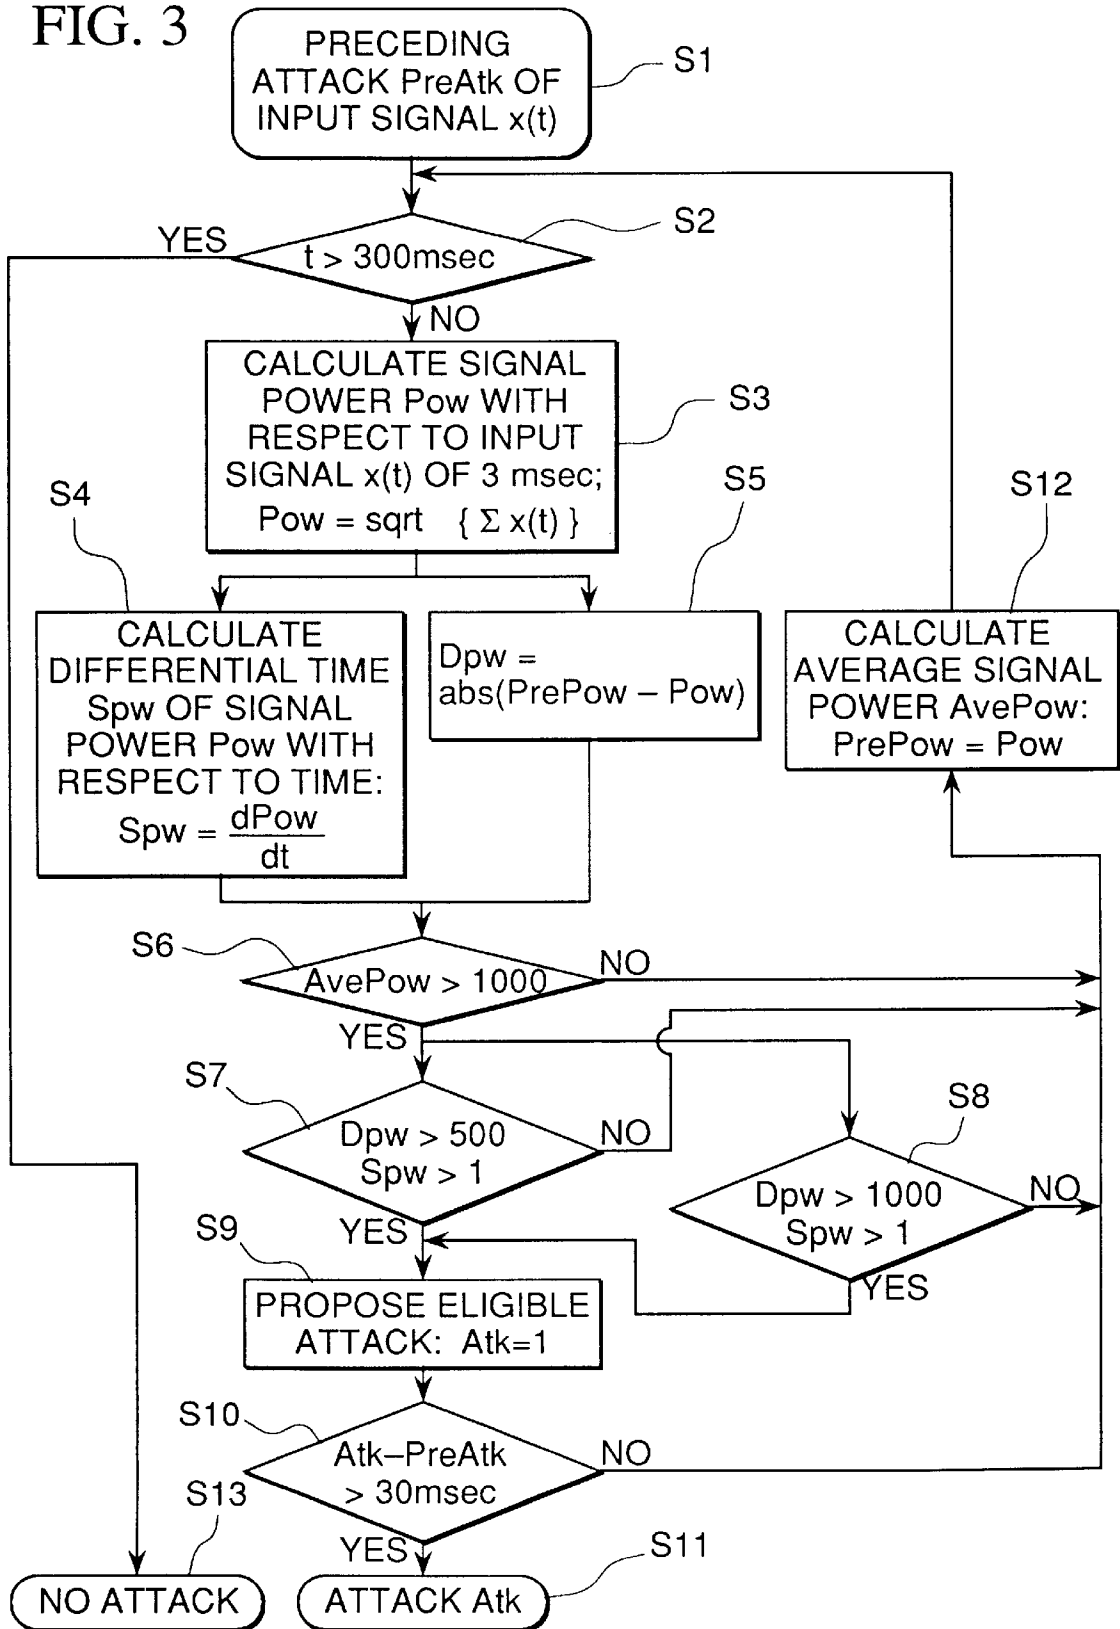 FIG. 3
PRECEDING
ATTACK PreAtk OF
INPUT SIGNAL x(t)
S1
S2
YES
t > 300msec
NO
CALCULATE SIGNAL
POWER Pow WITH
RESPECT TO INPUT
SIGNAL x(t) OF 3 msec;
Pow = sqrt { Σ x(t) }
S3
S4
CALCULATE
DIFFERENTIAL TIME
Spw OF SIGNAL
POWER Pow WITH
RESPECT TO TIME:
Spw = dPow
dt
S5
Dpw =
abs(PrePow – Pow)
S12
CALCULATE
AVERAGE SIGNAL
POWER AvePow:
PrePow = Pow
S6
AvePow > 1000
NO
YES
S7
Dpw > 500
Spw > 1
NO
YES
S8
Dpw > 1000
Spw > 1
NO
YES
S9
PROPOSE ELIGIBLE
ATTACK: Atk=1
S10
Atk–PreAtk
> 30msec
NO
YES
S13
NO ATTACK
S11
ATTACK Atk